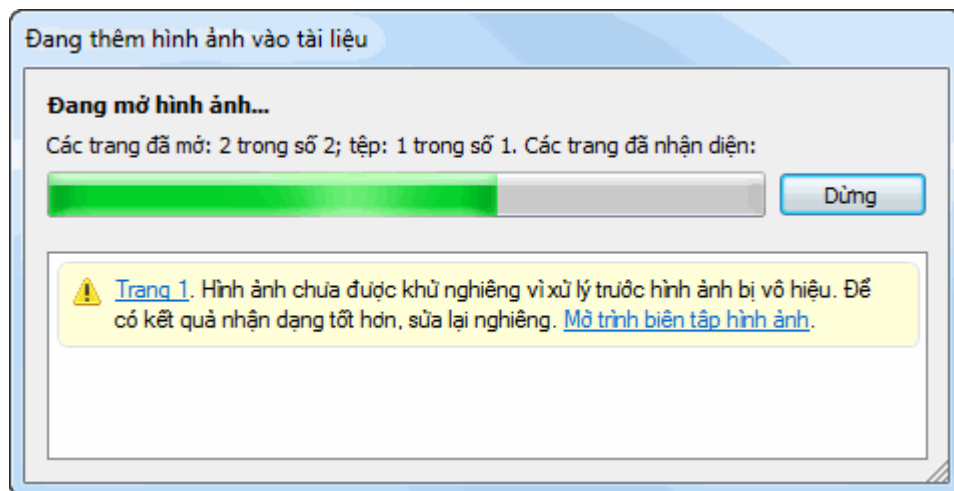 Đang thêm hình ảnh vào tài liệu
Đang mở hình ảnh...
Các trang đã mở: 2 trong số 2; tệp: 1 trong số 1. Các trang đã nhận diện:
Dừng
Trang 1. Hình ảnh chưa được khử nghiêng vì xử lý trước hình ảnh bị vô hiệu. Để
có kết quả nhận dạng tốt hơn, sửa lại nghiêng. Mở trình biên tập hình ảnh.